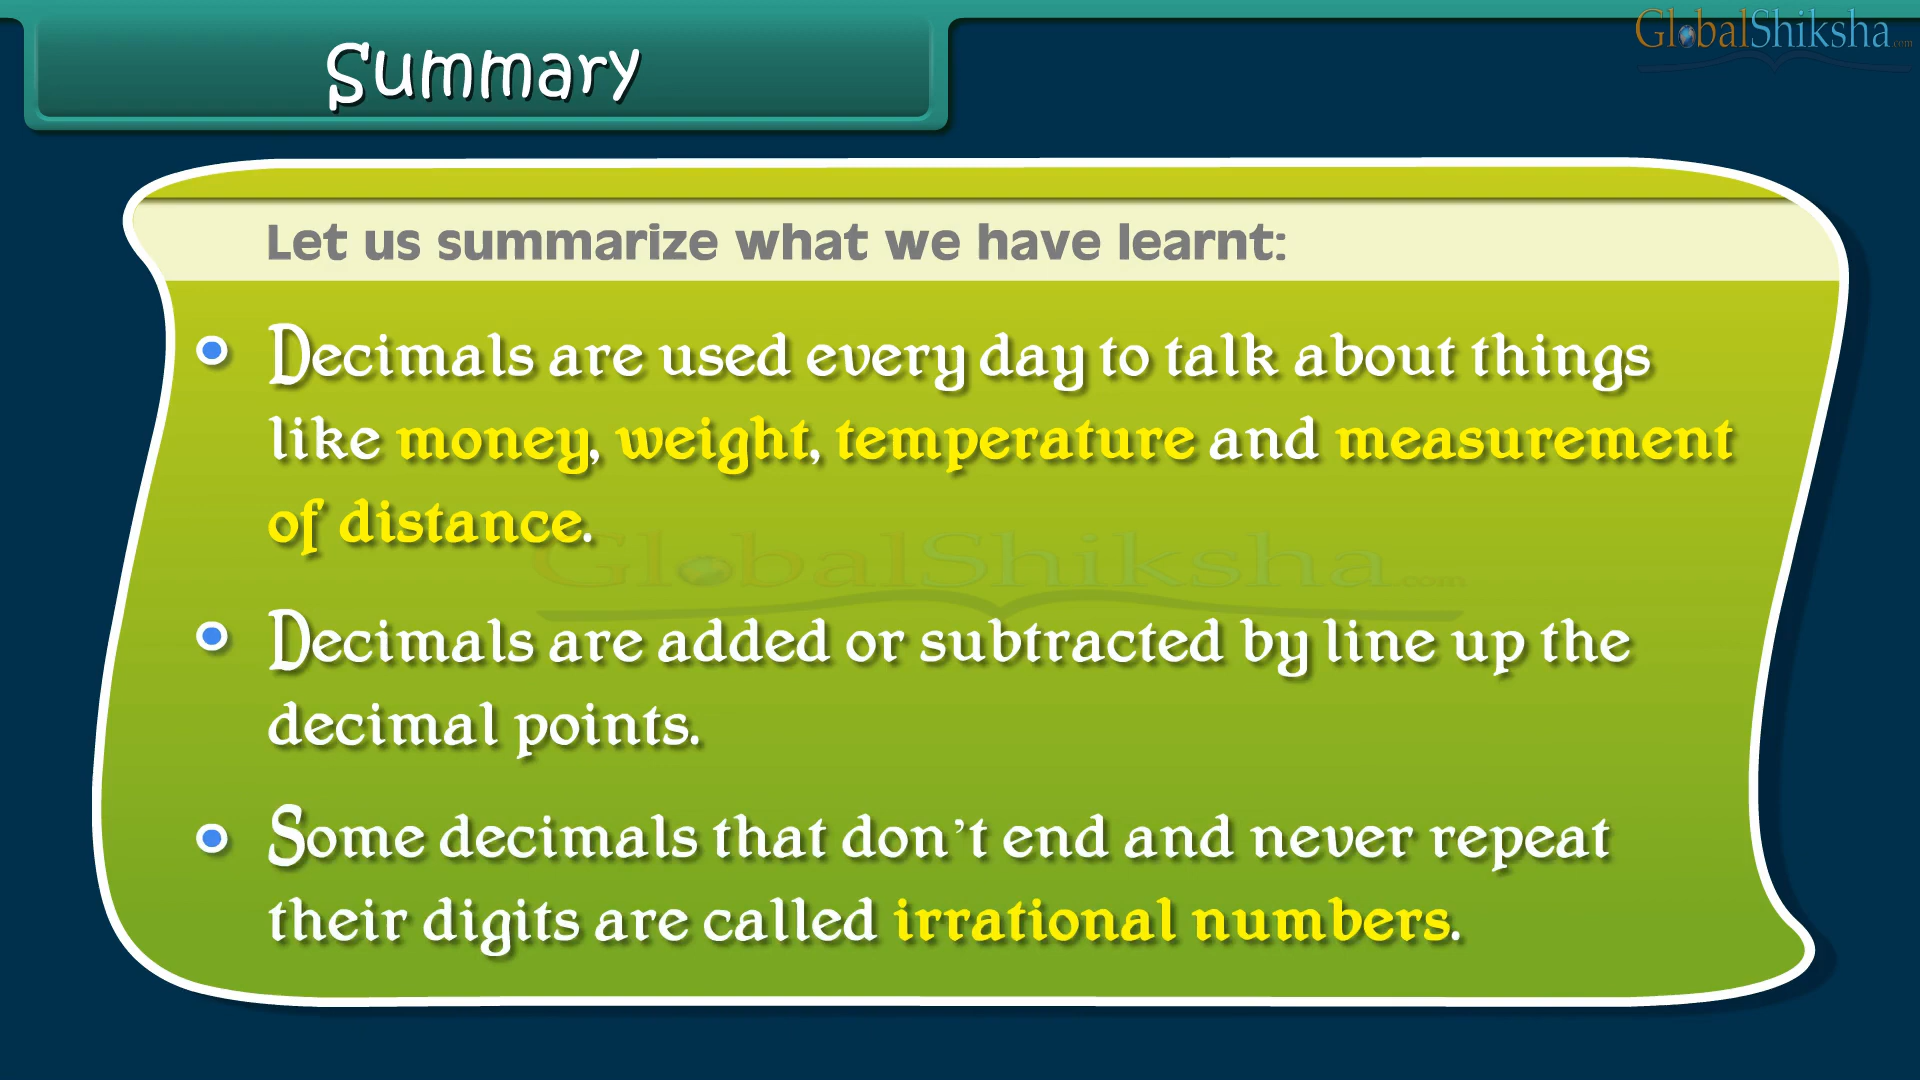 Summary
GlobalShiksha.com
Let us summarize what we have learnt:
Decimals are used every day to talk about things
like money, weight, temperature and measurement
of distance.
GlobalShiksha.com
Decimals are added or subtracted by line up the
decimal points.
Some decimals that don't end and never repeat
their digits are called irrational numbers.